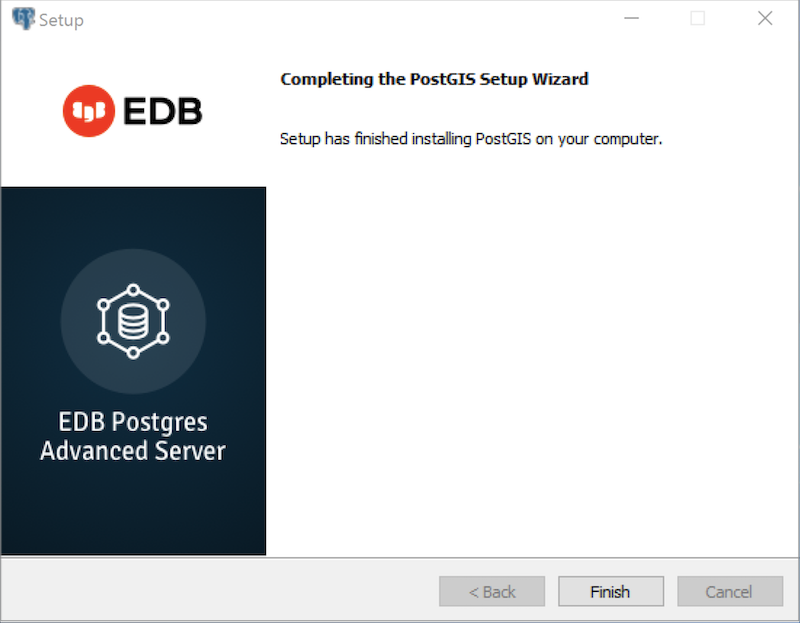 Setup
EDB
Completing the PostGIS Setup Wizard
Setup has finished installing PostGIS on your computer.
EDB Postgres
Advanced Server
< Back
Finish
Cancel